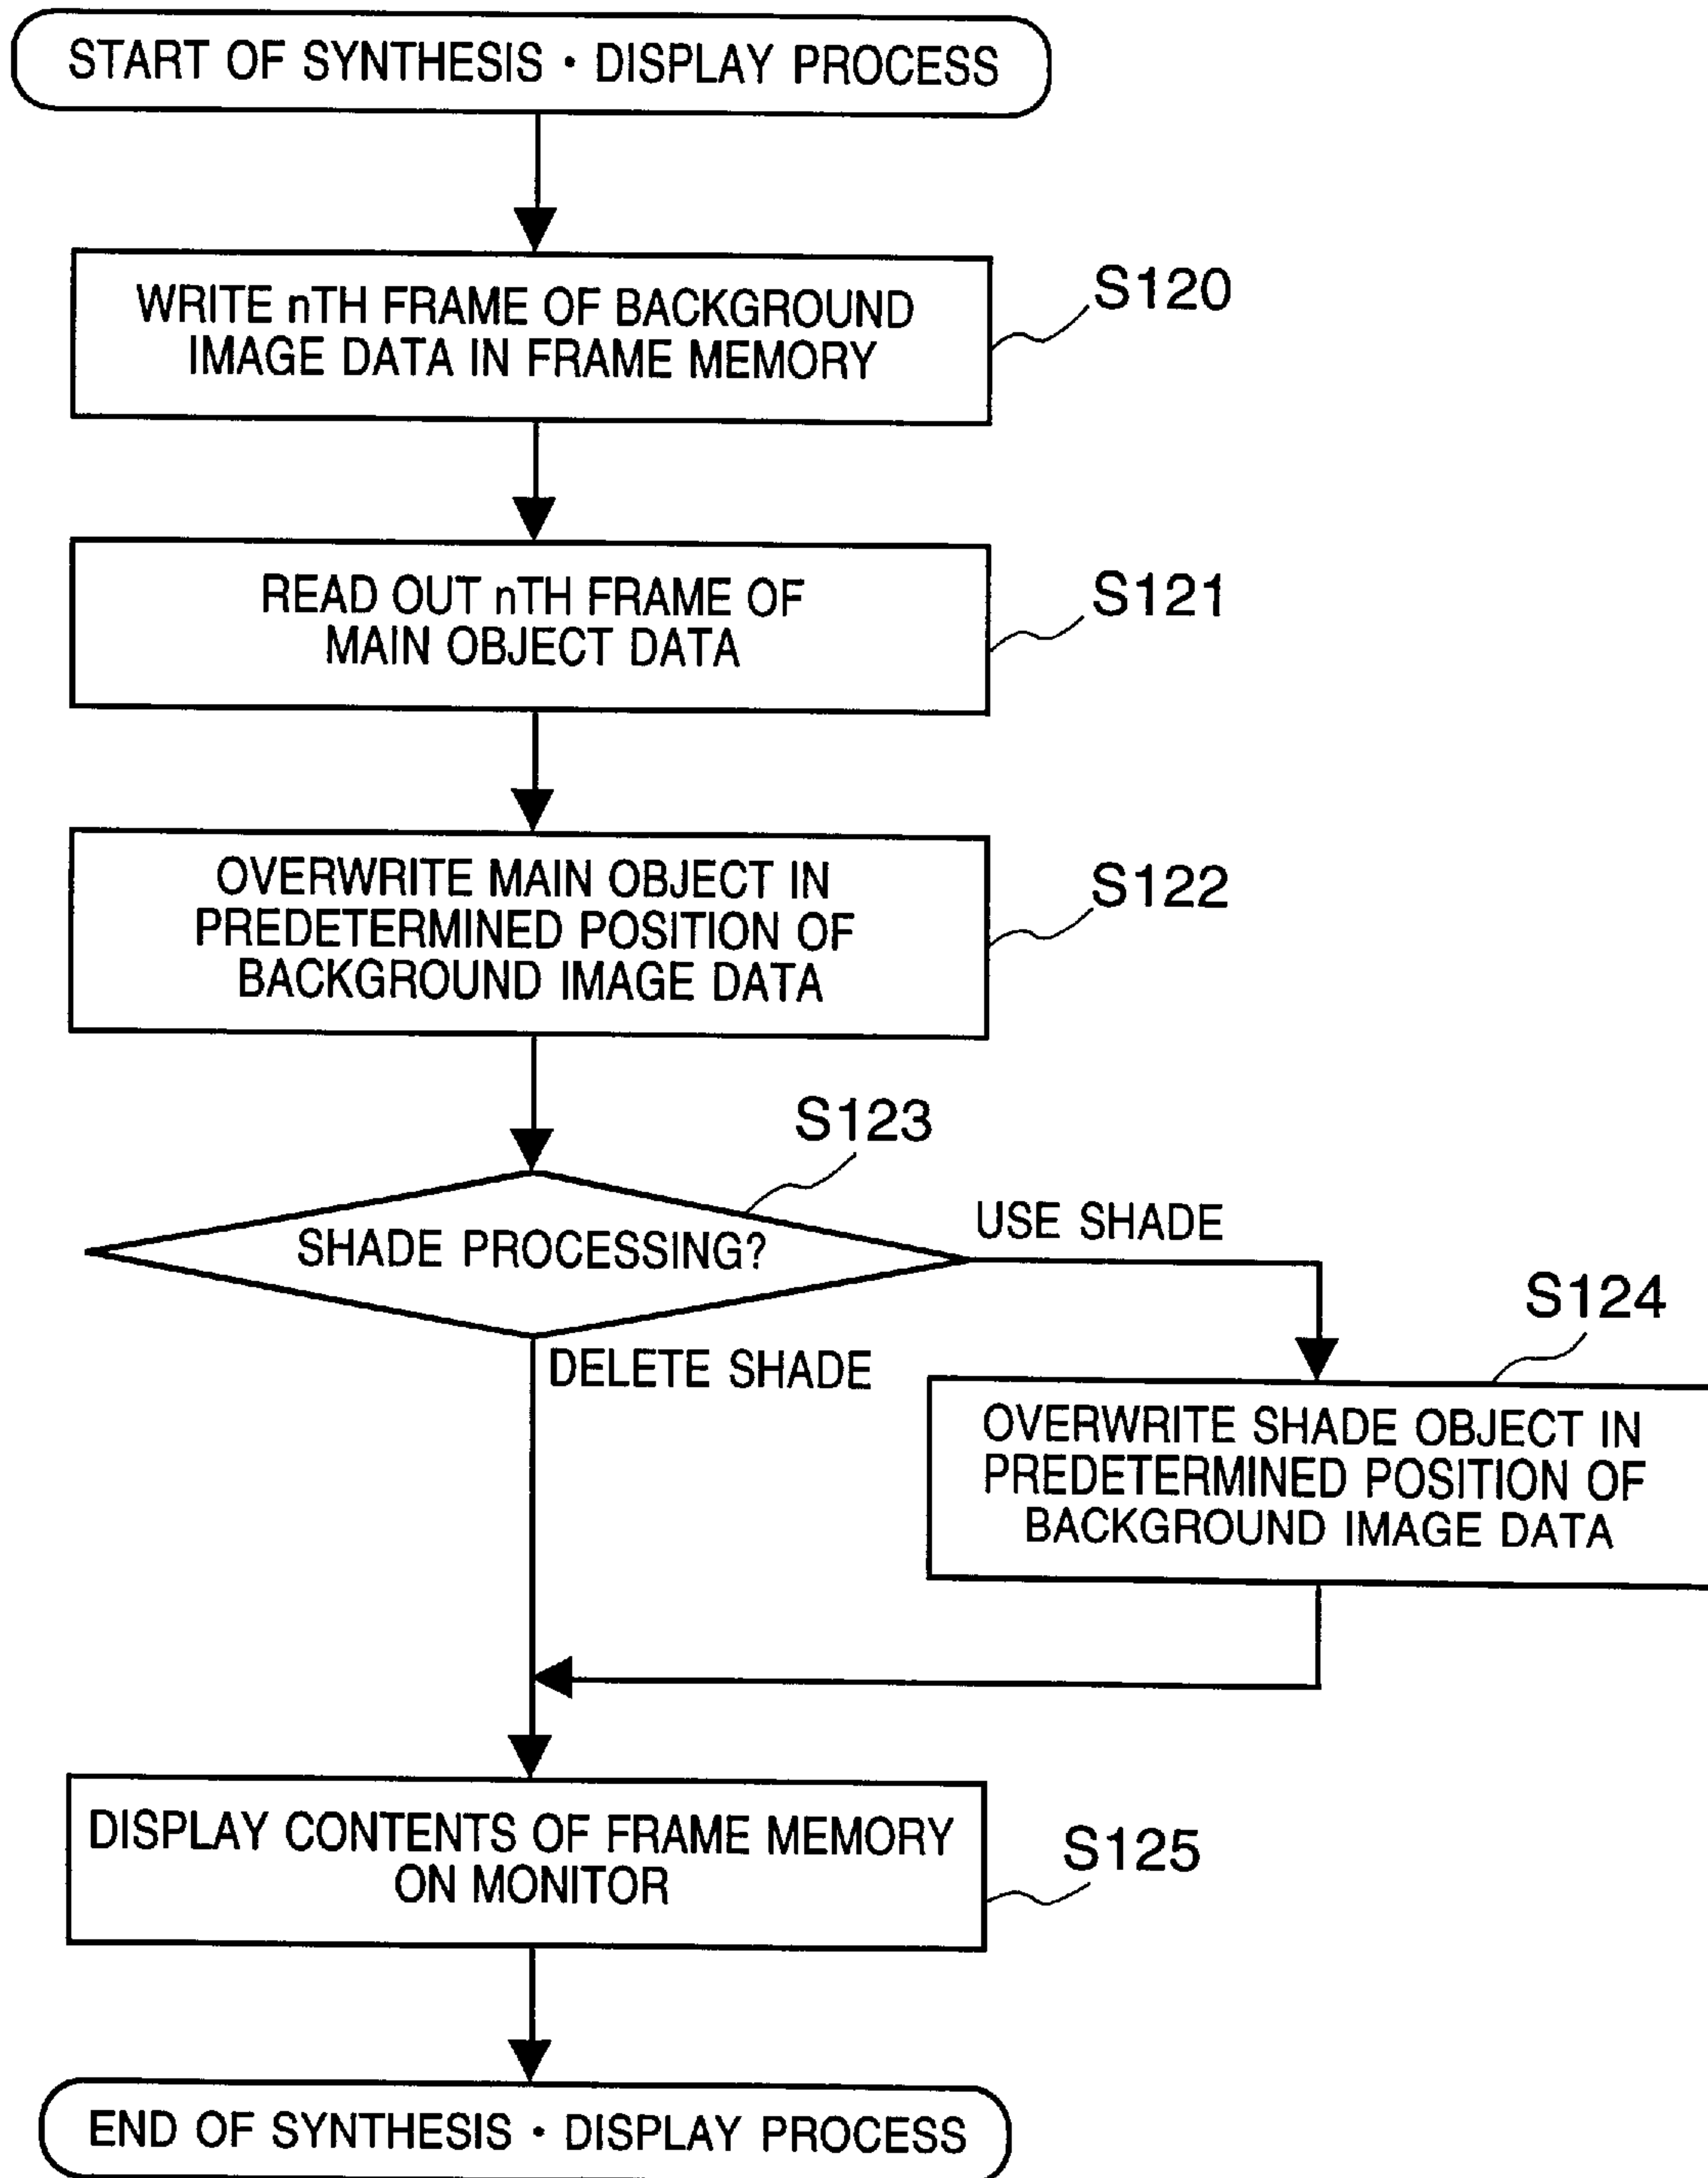 START OF SYNTHESIS・DISPLAY PROCESS
WRITE nTH FRAME OF BACKGROUND
IMAGE DATA IN FRAME MEMORY
S120
READ OUT nTH FRAME OF
MAIN OBJECT DATA
S121
OVERWRITE MAIN OBJECT IN
PREDETERMINED POSITION OF
BACKGROUND IMAGE DATA
S122
S123
SHADE PROCESSING?
USE SHADE
DELETE SHADE
S124
OVERWRITE SHADE OBJECT IN
PREDETERMINED POSITION OF
BACKGROUND IMAGE DATA
DISPLAY CONTENTS OF FRAME MEMORY
ON MONITOR
S125
END OF SYNTHESIS・DISPLAY PROCESS